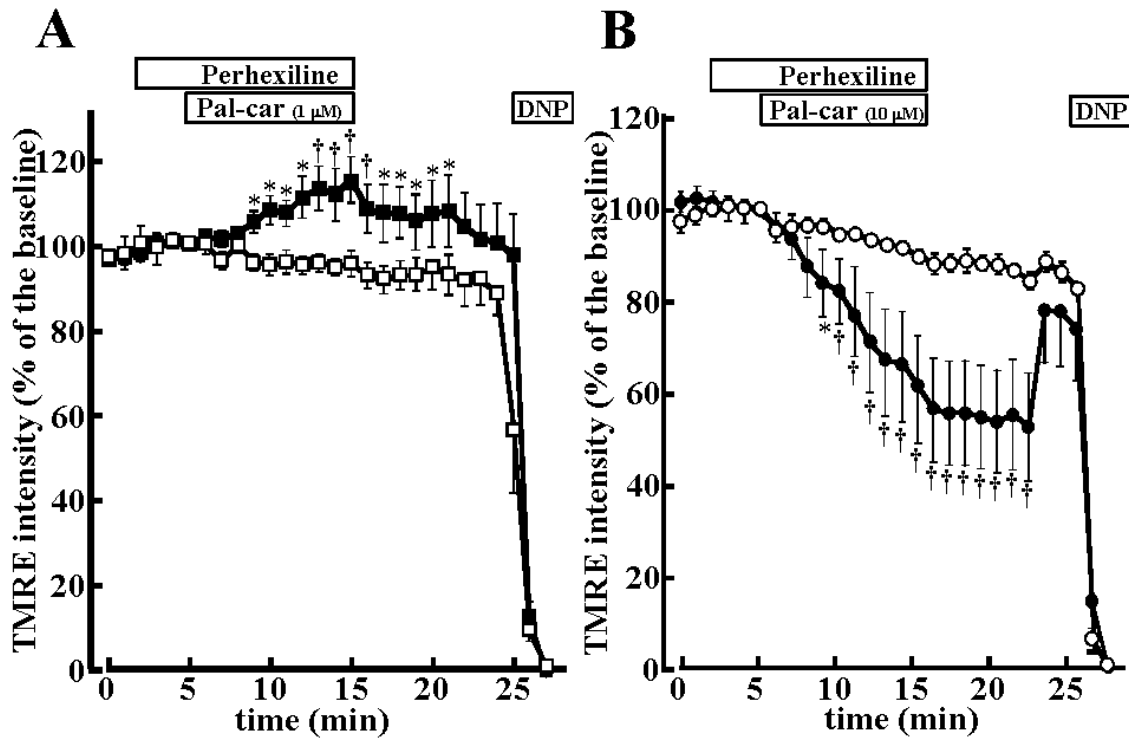 A
Perhexiline
Pal-car (1 μM)
DNP
TMRE intensity (% of the baseline)
120
100
80
60
40
20
0
* * * * † † † † * * * * *
0 5 10 15 20 25
time (min)
B
Perhexiline
Pal-car (10 μM)
DNP
TMRE intensity (% of the baseline)
120
100
80
60
40
20
0
* † † † † † † † † † † † † †
0 5 10 15 20 25
time (min)